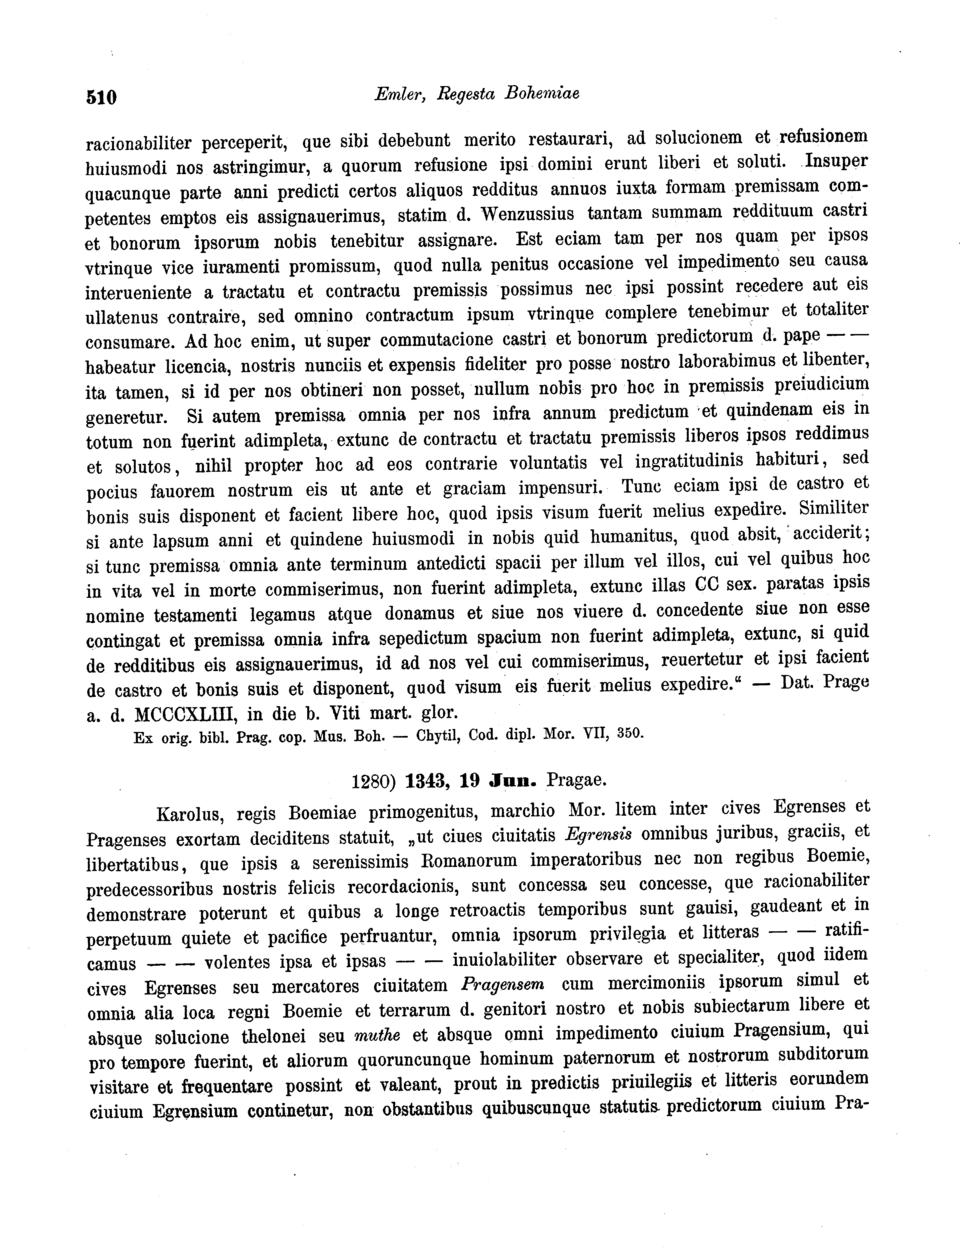 510 Emler, Regesta Bohemiae
racionabiliter perceperit, que sibi debebunt merito restaurari, ad solucionem et refusionem
huiusmodi nos astringimur, a quorum refusione ipsi domini erunt liberi et soluti. Insuper
quacunque parte anni predicti certos aliquos redditus annuos iuxta formam premissam com-
petentes emptos eis assignauerimus, statim d. Wenzussius tantam summam reddituum castri
et bonorum ipsorum nobis tenebitur assignare. Est eciam tam per nos quam per ipsos
vtrinque vice iuramenti promissum, quod nulla penitus occasione vel impedimento seu causa
interueniente a tractatu et contractu premissis possimus nec ipsi possint recedere aut eis
ullatenus contraire, sed omnino contractum ipsum vtrinque complere tenebimur et totaliter
consumare. Ad hoc enim, ut super commutacione castri et bonorum predictorum d. pape — —
habeatur licencia, nostris nunciis et expensis fideliter pro posse nostro laborabimus et libenter,
ita tamen, si id per nos obtineri non posset, nullum nobis pro hoc in premissis preiudicium
generetur. Si autem premissa omnia per nos infra annum predictum et quindenam eis in
totum non fuerint adimpleta, extunc de contractu et tractatu premissis liberos ipsos reddimus
et solutos, nihil propter hoc ad eos contrarie voluntatis vel ingratitudinis habituri, sed
pocius fauorem nostrum eis ut ante et graciam impensuri. Tunc eciam ipsi de castro et
bonis suis disponent et facient libere hoc, quod ipsis visum fuerit melius expedire. Similiter
si ante lapsum anni et quindene huiusmodi in nobis quid humanitus, quod absit, acciderit;
si tunc premissa omnia ante terminum antedicti spacii per illum vel illos, cui vel quibus hoc
in vita vel in morte commiserimus, non fuerint adimpleta, extunc illas CC sex. paratas ipsis
nomine testamenti legamus atque donamus et siue nos viuere d. concedente siue non esse
contingat et premissa omnia infra sepedictum spacium non fuerint adimpleta, extunc, si quid
de redditibus eis assignauerimus, id ad nos vel cui commiserimus, reuertetur et ipsi facient
de castro et bonis suis et disponent, quod visum eis fuerit melius expedire.“ — Dat. Prage
a. d. MCCCXLIII, in die b. Viti mart. glor.
Ex orig. bibl. Prag. cop. Mus. Boh. — Chytil, Cod. dipl. Mor. VII, 350.
1280) 1343, 19 Jun. Pragae.
Karolus, regis Boemiae primogenitus, marchio Mor. litem inter cives Egrenses et
Pragenses exortam deciditens statuit, „ut ciues ciuitatis Egrensis omnibus juribus, graciis, et
libertatibus, que ipsis a serenissimis Romanorum imperatoribus nec non regibus Boemie,
predecessoribus nostris felicis recordacionis, sunt concessa seu concesse, que racionabiliter
demonstrare poterunt et quibus a longe retroactis temporibus sunt gauisi, gaudeant et in
perpetuum quiete et pacifice perfruantur, omnia ipsorum privilegia et litteras — — ratifi-
camus — — volentes ipsa et ipsas — — inuiolabiliter observare et specialiter, quod iidem
cives Egrenses seu mercatores ciuitatem Pragensem cum mercimoniis ipsorum simul et
omnia alia loca regni Boemie et terrarum d. genitori nostro et nobis subiectarum libere et
absque solucione thelonei seu muthe et absque omni impedimento ciuium Pragensium, qui
pro tempore fuerint, et aliorum quoruncunque hominum paternorum et nostrorum subditorum
visitare et frequentare possint et valeant, prout in predictis priuilegiis et litteris eorundem
ciuium Egrensium continetur, non obstantibus quibuscunque statutis predictorum ciuium Pra-